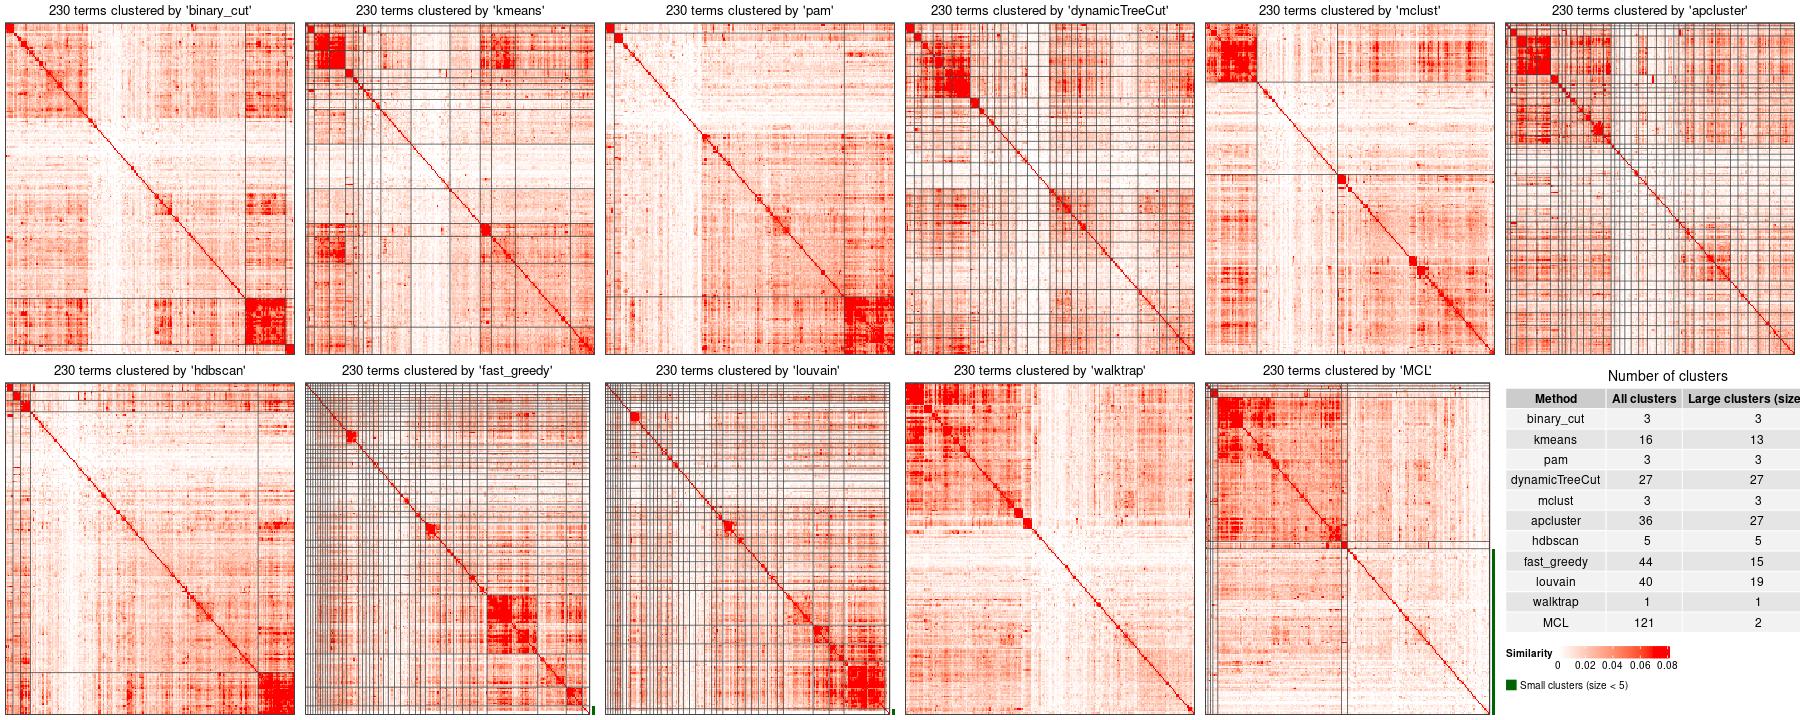 230 terms clustered by 'binary_cut'
230 terms clustered by 'kmeans'
230 terms clustered by 'pam'
230 terms clustered by 'dynamicTreeCut'
230 terms clustered by 'mclust'
230 terms clustered by 'apcluster'
230 terms clustered by 'hdbscan'
230 terms clustered by 'fast_greedy'
230 terms clustered by 'louvain'
230 terms clustered by 'walktrap'
230 terms clustered by 'MCL'
Number of clusters
Method All clusters Large clusters (size
binary_cut 3 3
kmeans 16 13
pam 3 3
dynamicTreeCut 27 27
mclust 3 3
apcluster 36 27
hdbscan 5 5
fast_greedy 44 15
louvain 40 19
walktrap 1 1
MCL 121 2
Similarity
0 0.02 0.04 0.06 0.08
Small clusters (size < 5)